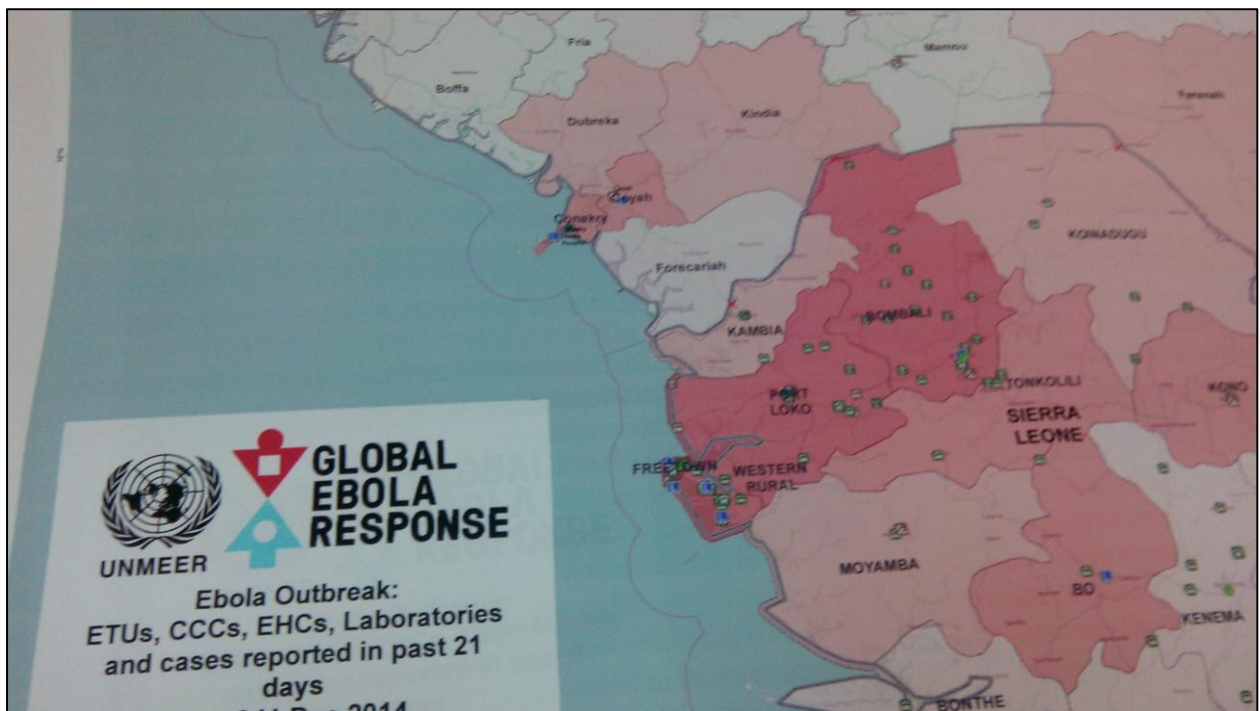 Fria
Mamou
Boffa
Kindia
Dubreka
Faranah
Coyah
Conakry
KOINADUGU
Forecariah
BOMBALI
KAMBIA
TONKOLILI
KONO
PORT
LOKO
SIERRA
LEONE
FREETOWN
WESTERN
RURAL
MOYAMBA
BO
KENEMA
BONTHE
UNMEER
GLOBAL
EBOLA
RESPONSE
Ebola Outbreak:
ETUs, CCCs, EHCs, Laboratories
and cases reported in past 21
days
2014